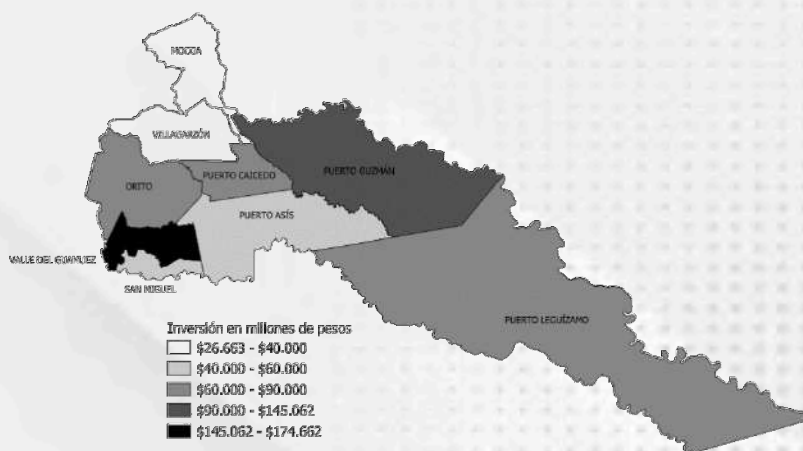 MOCOA
VILLAGARZÓN
ORITO
PUERTO CAICEDO
PUERTO GUZMÁN
PUERTO ASÍS
VALLE DEL GUAMUEZ
SAN MIGUEL
PUERTO LEGUÍZAMO
Inversión en millones de pesos
$26.663 - $40.000
$40.000 - $60.000
$60.000 - $90.000
$90.000 - $145.062
$145.062 - $174.662